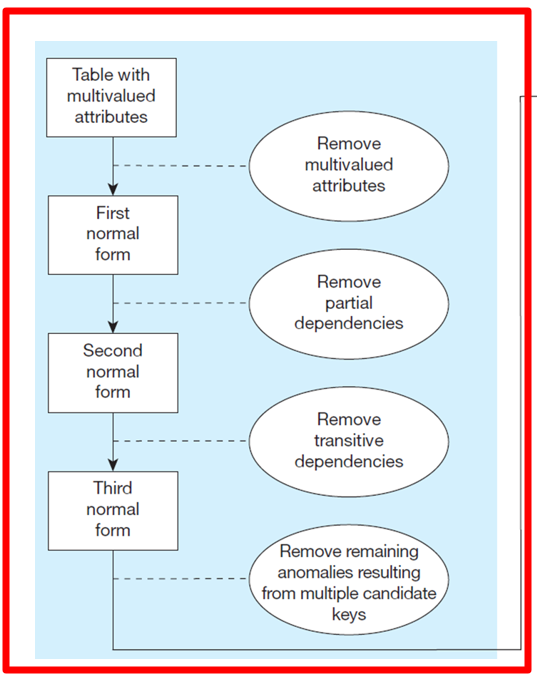 Table with
multivalued
attributes
Remove
multivalued
attributes
First
normal
form
Remove
partial
dependencies
Second
normal
form
Remove
transitive
dependencies
Third
normal
form
Remove remaining
anomalies resulting
from multiple candidate
keys